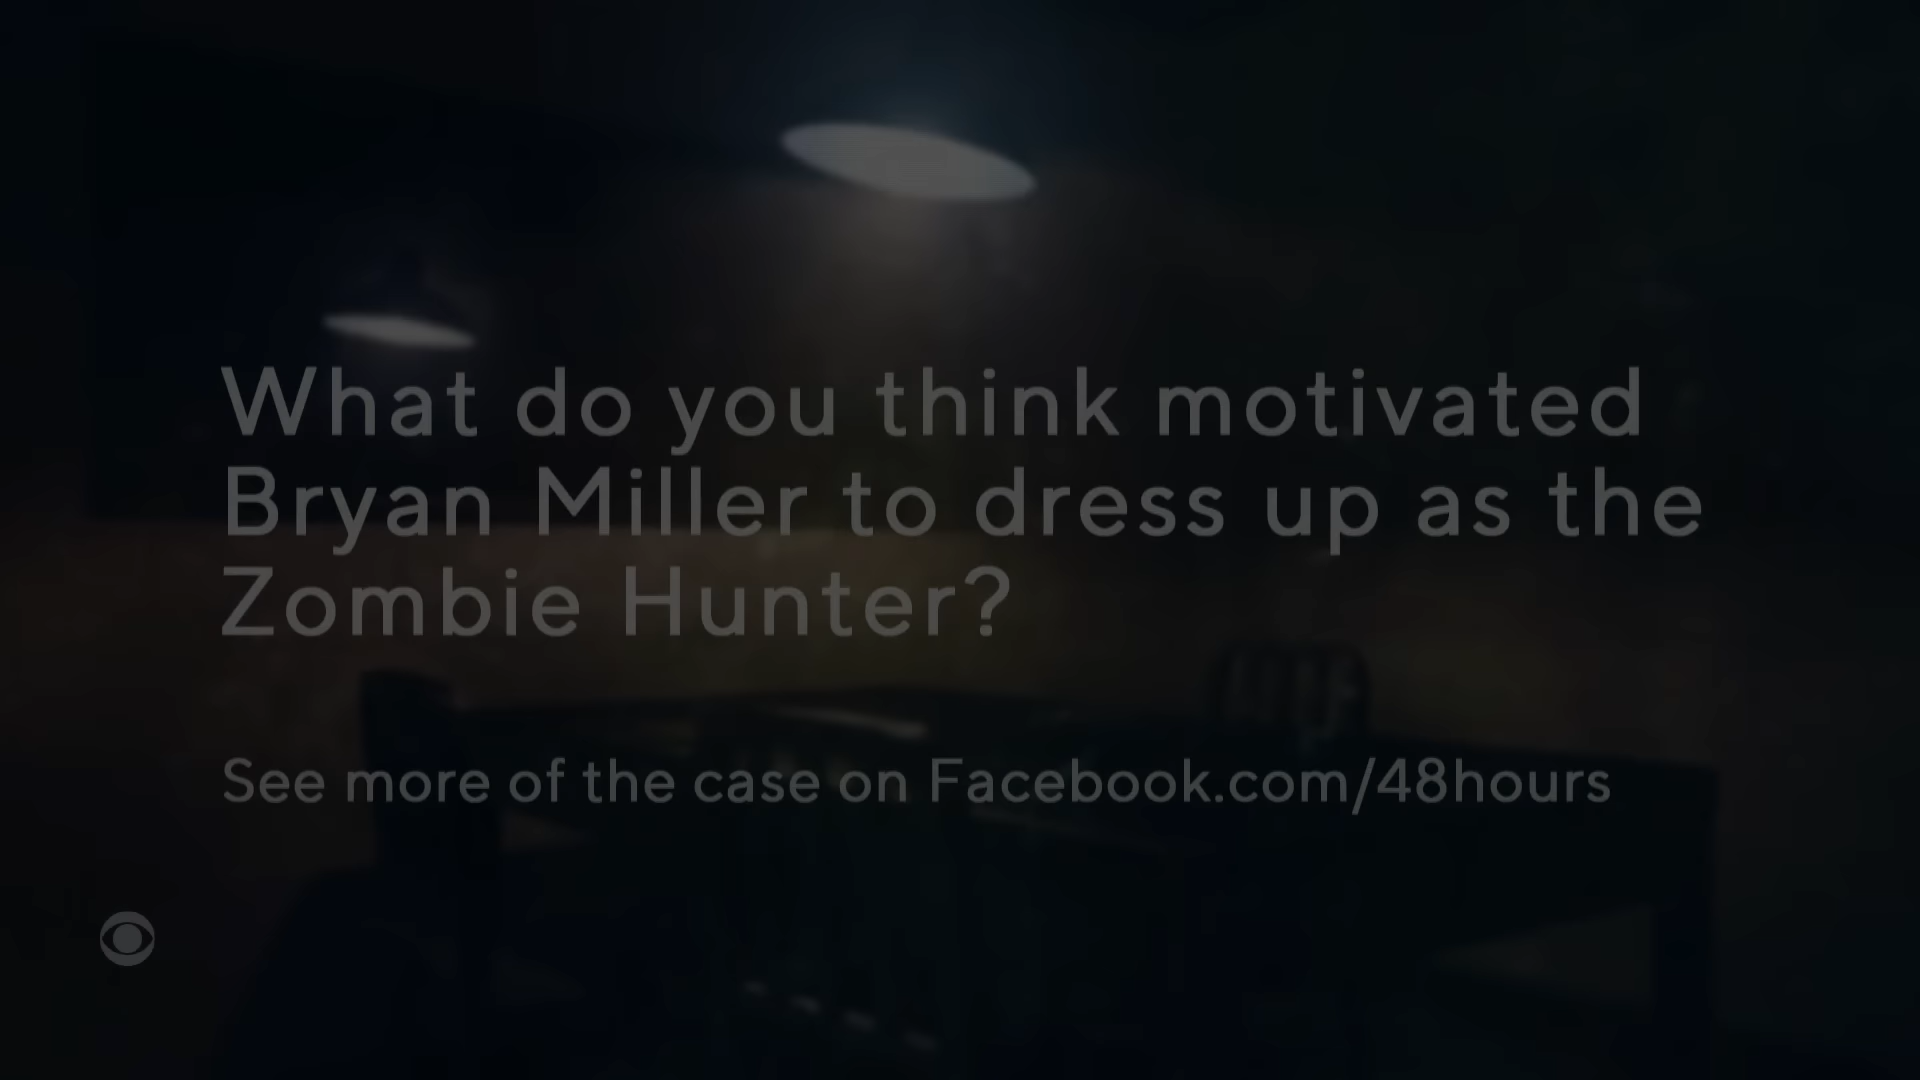 What do you think motivated
Bryan Miller to dress up as the
Zombie Hunter?
See more of the case on Facebook.com/48hours